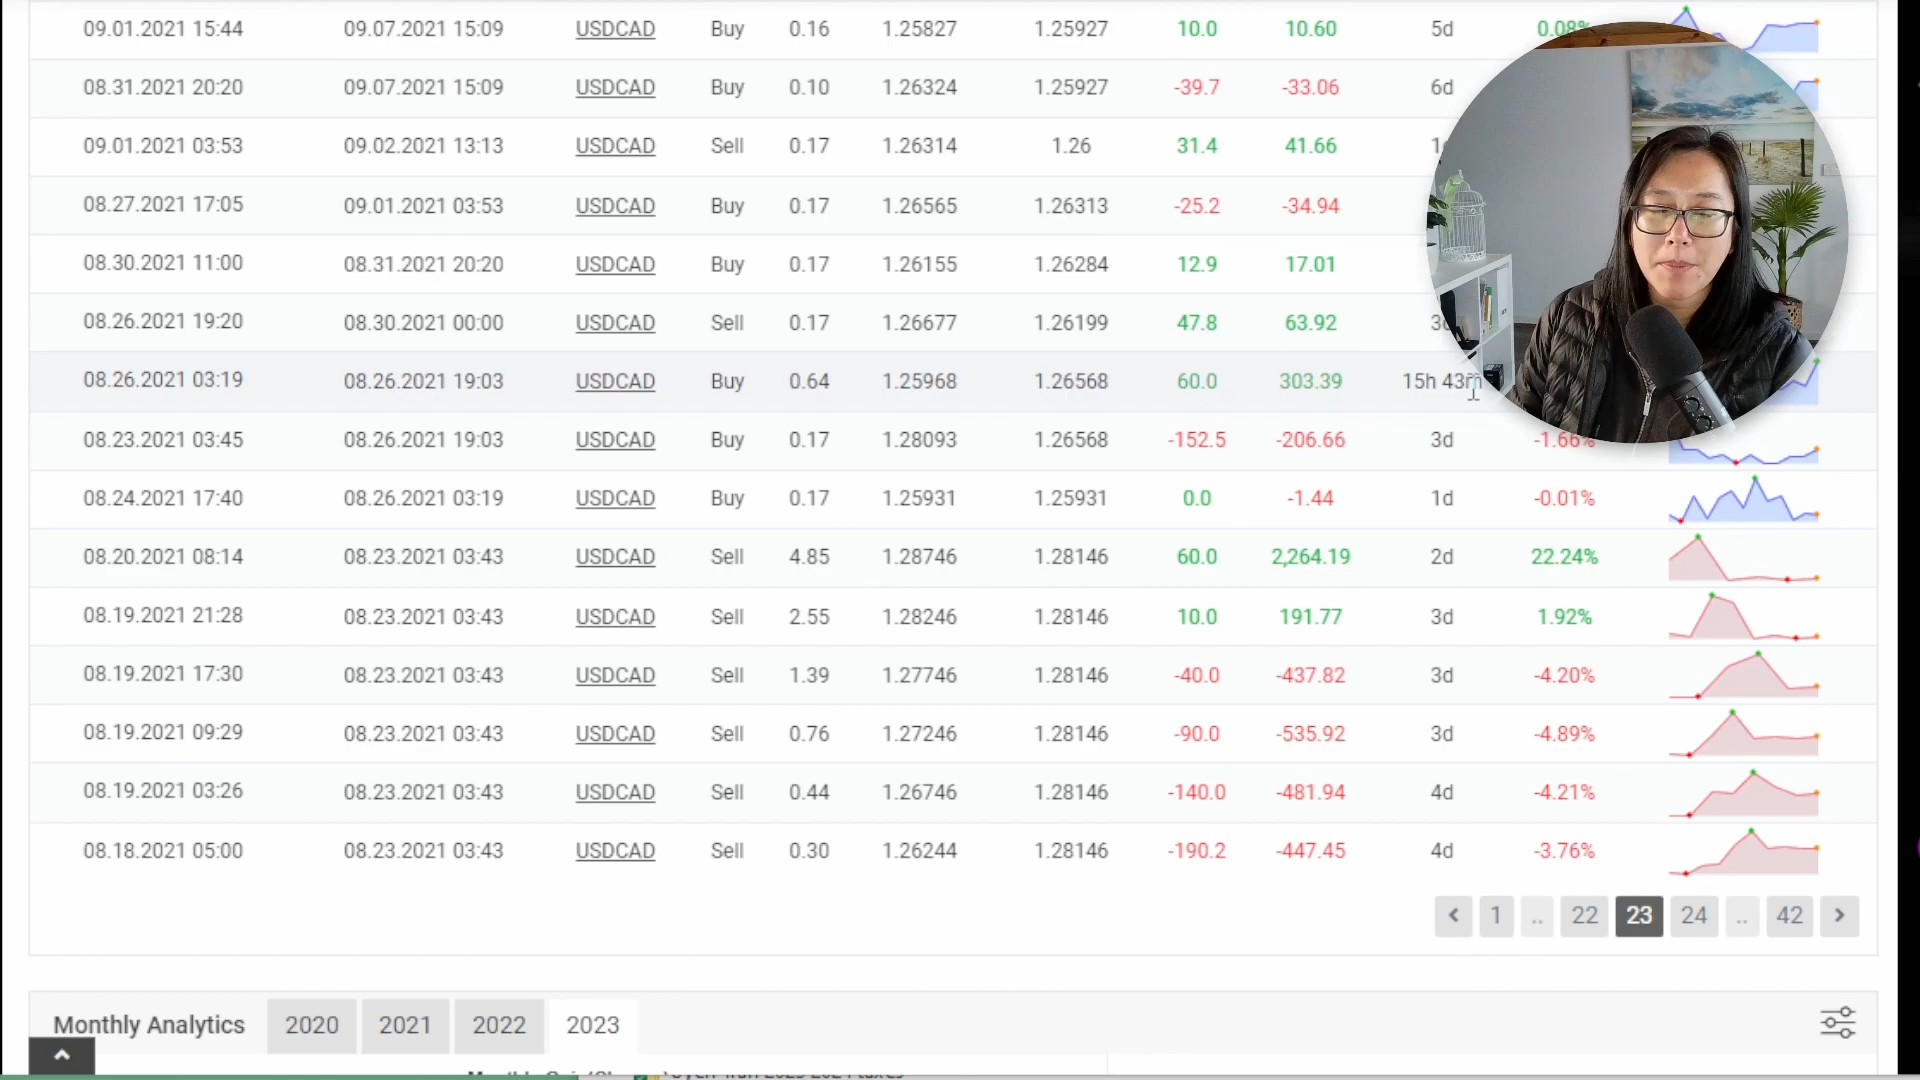 09.01.2021 15:44 09.07.2021 15:09 USDCAD Buy 0.16 1.25827 1.25927 10.0 10.60 5d 0.08%
08.31.2021 20:20 09.07.2021 15:09 USDCAD Buy 0.10 1.26324 1.25927 -39.7 -33.06 6d
09.01.2021 03:53 09.02.2021 13:13 USDCAD Sell 0.17 1.26314 1.26 31.4 41.66
08.27.2021 17:05 09.01.2021 03:53 USDCAD Buy 0.17 1.26565 1.26313 -25.2 -34.94
08.30.2021 11:00 08.31.2021 20:20 USDCAD Buy 0.17 1.26155 1.26284 12.9 17.01
08.26.2021 19:20 08.30.2021 00:00 USDCAD Sell 0.17 1.26677 1.26199 47.8 63.92
08.26.2021 03:19 08.26.2021 19:03 USDCAD Buy 0.64 1.25968 1.26568 60.0 303.39 15h 43m
08.23.2021 03:45 08.26.2021 19:03 USDCAD Buy 0.17 1.28093 1.26568 -152.5 -206.66 3d -1.66%
08.24.2021 17:40 08.26.2021 03:19 USDCAD Buy 0.17 1.25931 1.25931 0.0 -1.44 1d -0.01%
08.20.2021 08:14 08.23.2021 03:43 USDCAD Sell 4.85 1.28746 1.28146 60.0 2,264.19 2d 22.24%
08.19.2021 21:28 08.23.2021 03:43 USDCAD Sell 2.55 1.28246 1.28146 10.0 191.77 3d 1.92%
08.19.2021 17:30 08.23.2021 03:43 USDCAD Sell 1.39 1.27746 1.28146 -40.0 -437.82 3d -4.20%
08.19.2021 09:29 08.23.2021 03:43 USDCAD Sell 0.76 1.27246 1.28146 -90.0 -535.92 3d -4.89%
08.19.2021 03:26 08.23.2021 03:43 USDCAD Sell 0.44 1.26746 1.28146 -140.0 -481.94 4d -4.21%
08.18.2021 05:00 08.23.2021 03:43 USDCAD Sell 0.30 1.26244 1.28146 -190.2 -447.45 4d -3.76%
1 .. 22 23 24 .. 42
Monthly Analytics 2020 2021 2022 2023